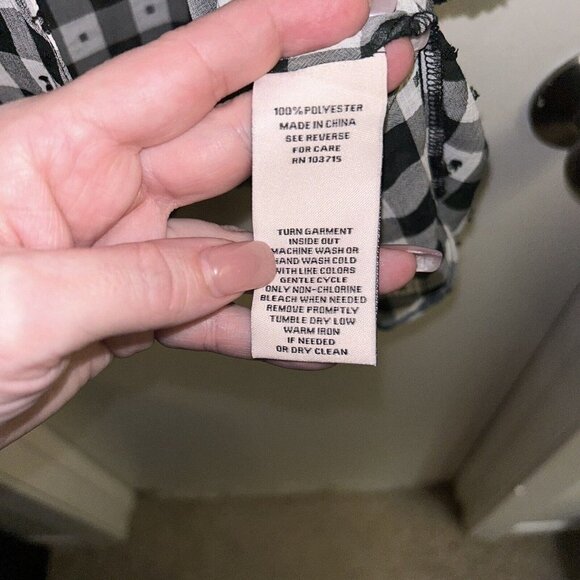 100% POLYESTER
MADE IN CHINA
SEE REVERSE
FOR CARE
RN 103715
TURN GARMENT
INSIDE OUT
MACHINE WASH OR
HAND WASH COLD
WITH LIKE COLORS
GENTLE CYCLE
ONLY NON-CHLORINE
BLEACH WHEN NEEDED
REMOVE PROMPTLY
TUMBLE DRY LOW
WARM IRON
IF NEEDED
OR DRY CLEAN